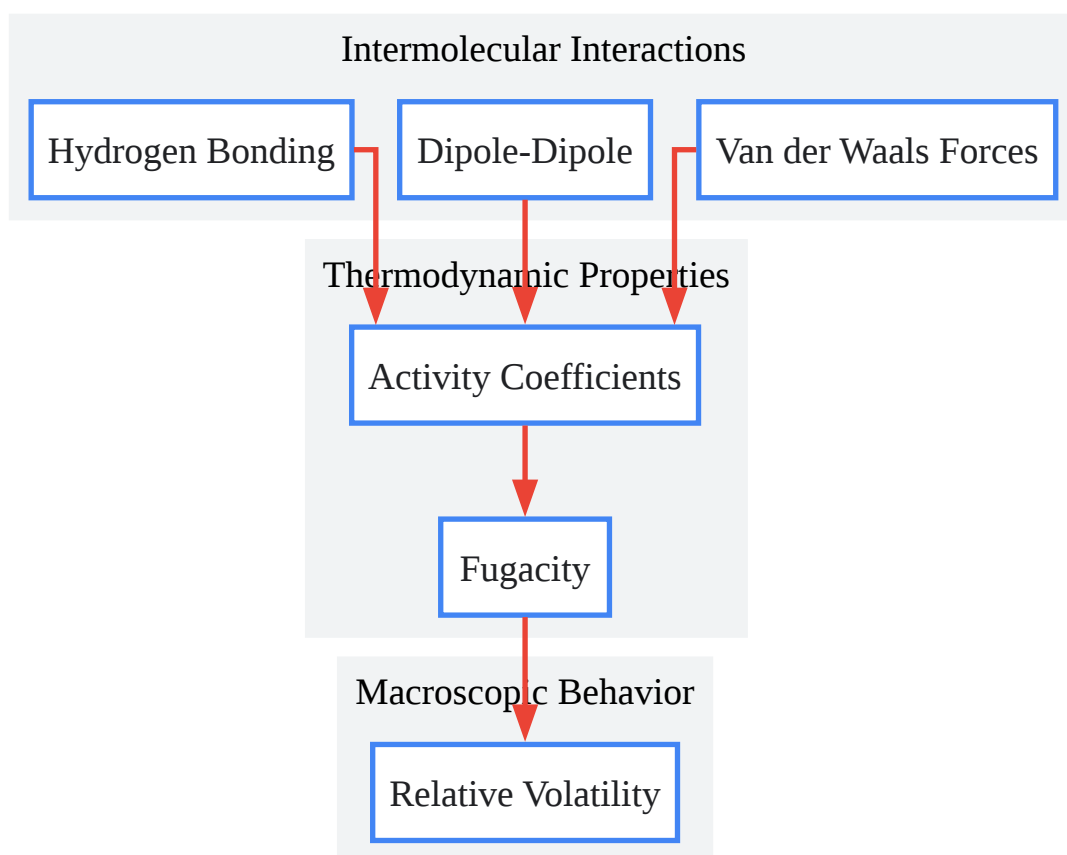 Intermolecular Interactions
Hydrogen Bonding
Dipole-Dipole
Van der Waals Forces
Thermodynamic Properties
Activity Coefficients
Fugacity
Macroscopic Behavior
Relative Volatility